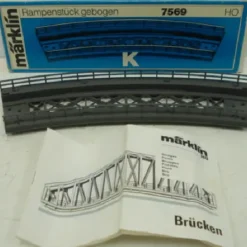 märklin
Rampenstück gebogen 7569 HO
K
märklin
Brücken